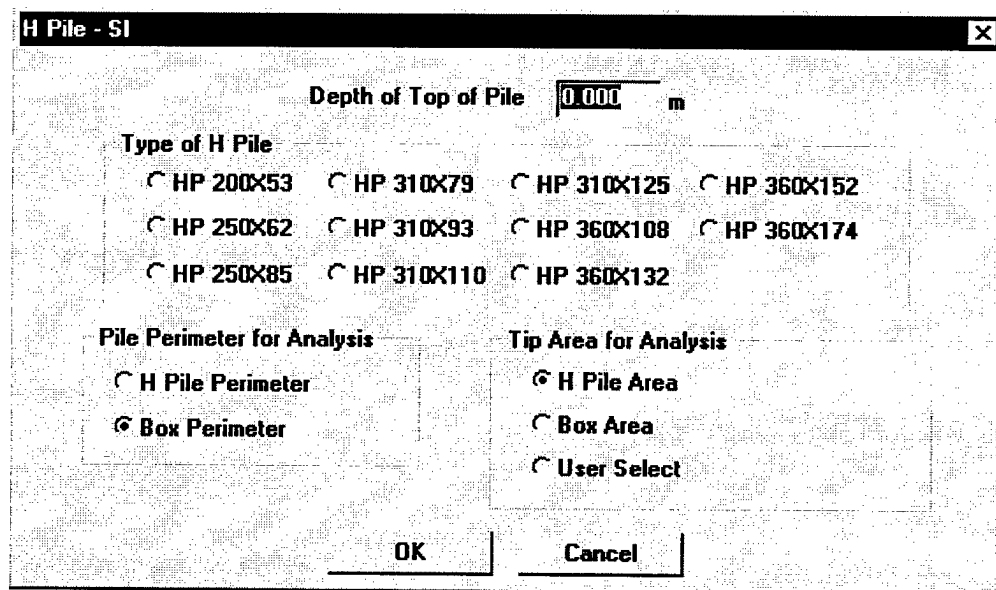 H Pile - SI
Depth of Top of Pile 0.000 m
Type of H Pile
HP 200X53 HP 310X79 HP 310X125 HP 360X152
HP 250X62 HP 310X93 HP 360X108 HP 360X174
HP 250X85 HP 310X110 HP 360X132
Pile Perimeter for Analysis
H Pile Perimeter
Box Perimeter
Tip Area for Analysis
H Pile Area
Box Area
User Select
OK Cancel